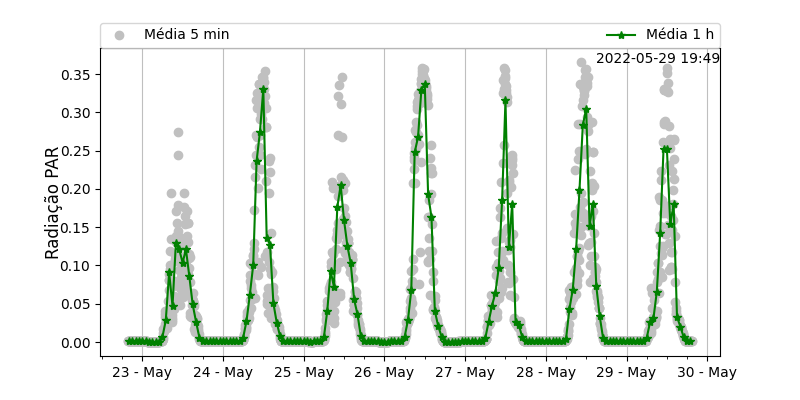 Média 5 min
Média 1 h
2022-05-29 19:49
Radiação PAR
0.35
0.30
0.25
0.20
0.15
0.10
0.05
0.00
23 - May
24 - May
25 - May
26 - May
27 - May
28 - May
29 - May
30 - May